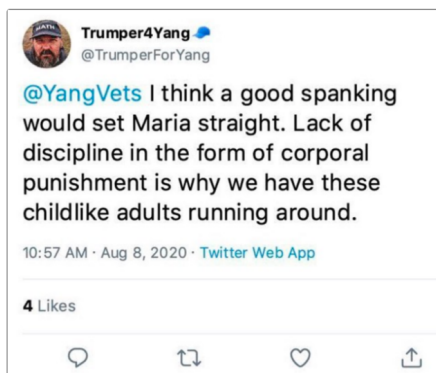 Trumper4Yang 🧢
@TrumperForYang
@YangVets I think a good spanking
would set Maria straight. Lack of
discipline in the form of corporal
punishment is why we have these
childlike adults running around.
10:57 AM · Aug 8, 2020 · Twitter Web App
4 Likes